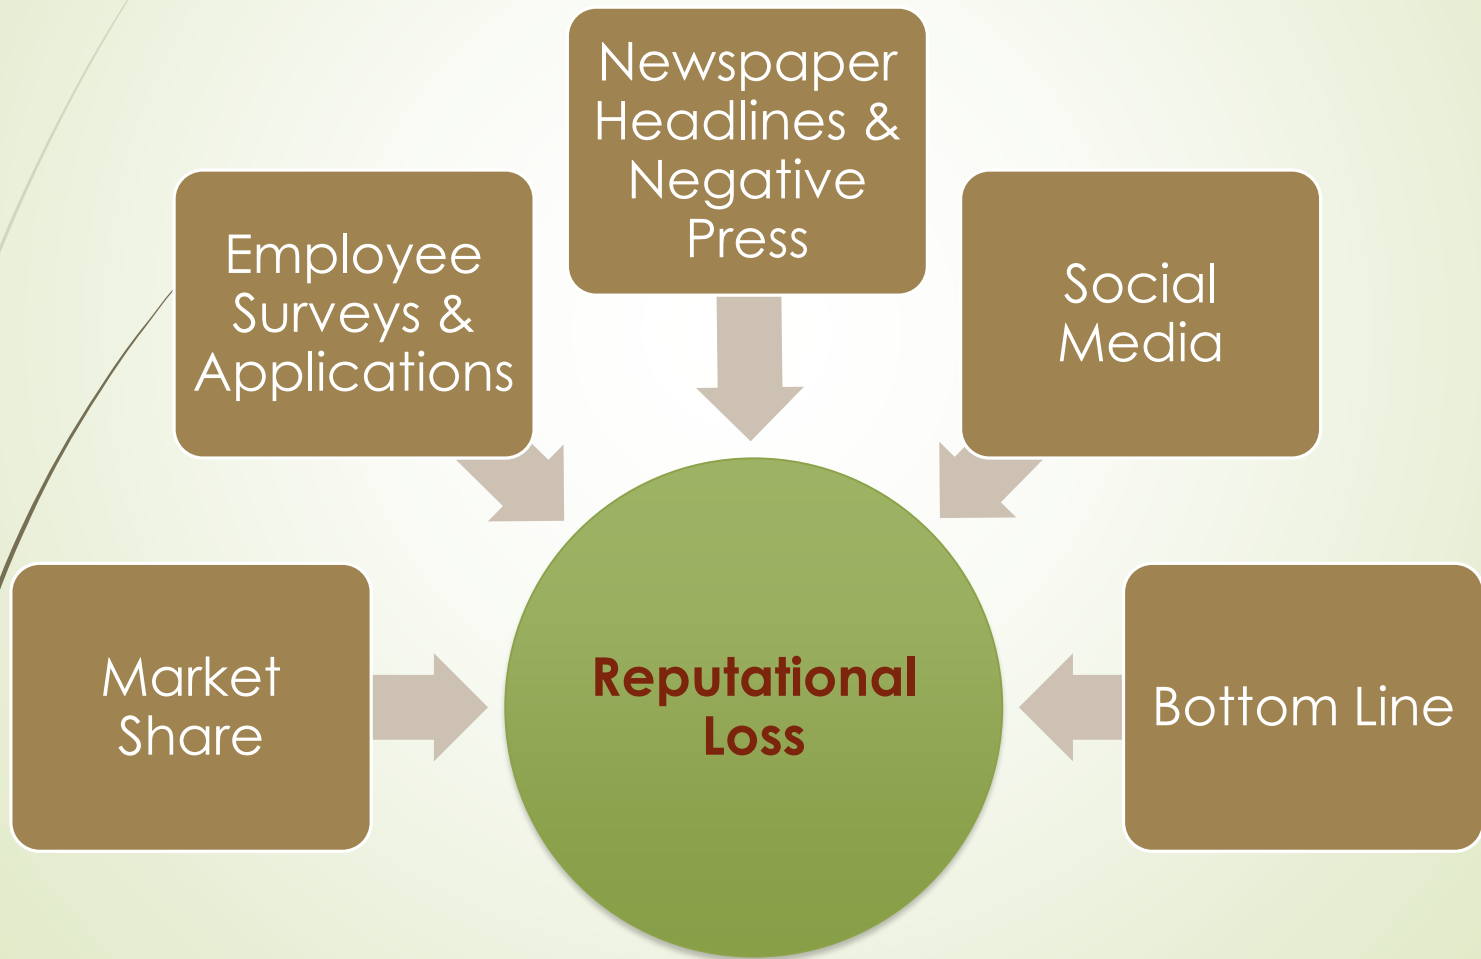 Newspaper
Headlines &
Negative
Press
Employee
Surveys &
Applications
Social
Media
Market
Share
Reputational
Loss
Bottom Line